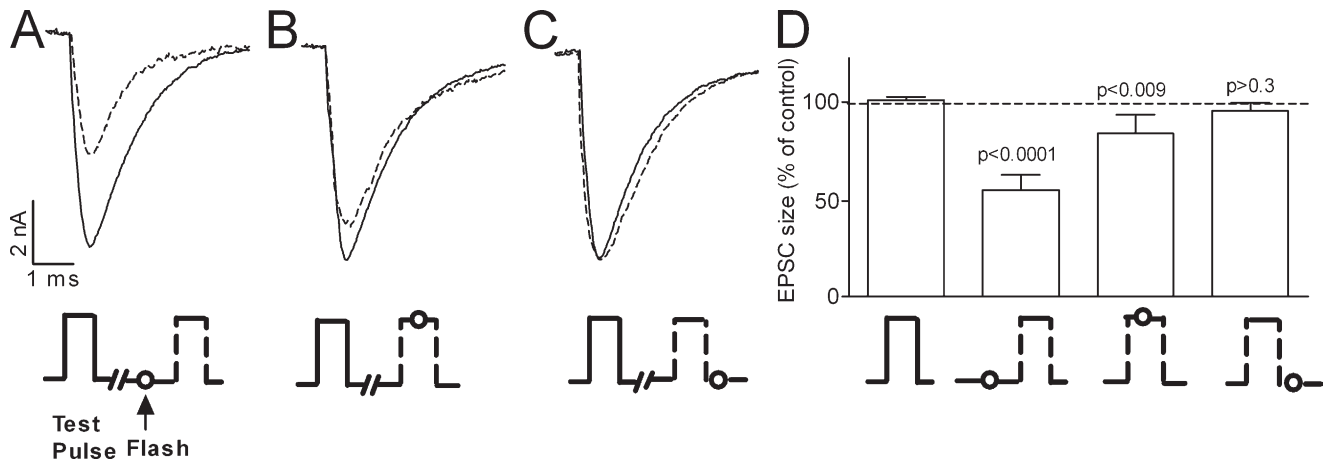 A
B
C
D
2 nA
1 ms
Test
Pulse
Flash
EPSC size (% of control)
100
50
0
p<0.0001
p<0.009
p>0.3